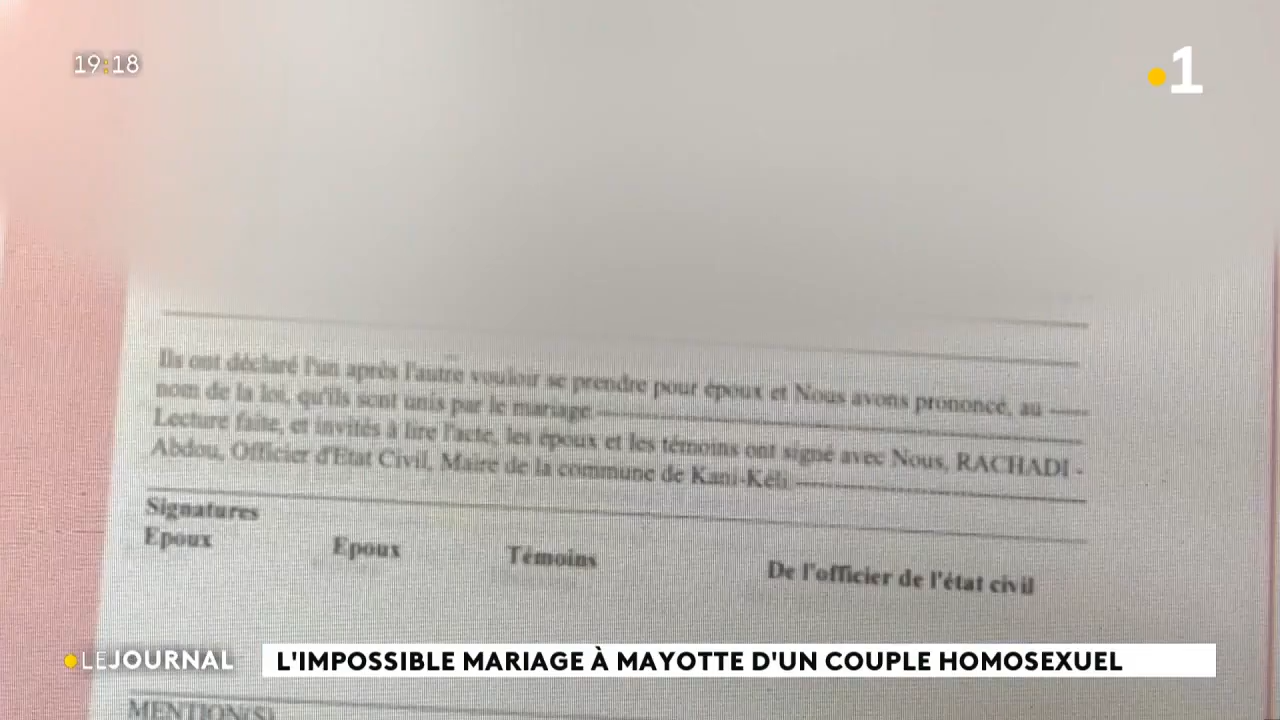 19:18
1
Ils ont déclaré l'un après l'autre vouloir se prendre pour époux et Nous avons prononcé, au
nom de la loi, qu'ils sont unis par le mariage
Lecture faite, et invités à lire l'acte, les époux et les témoins ont signé avec Nous, RACHADI -
Abdou, Officier d'Etat Civil, Maire de la commune de Kani-Kéli
Signatures
Epoux Epoux Témoins De l'officier de l'état civil
LEJOURNAL L'IMPOSSIBLE MARIAGE À MAYOTTE D'UN COUPLE HOMOSEXUEL
MENTION(S)